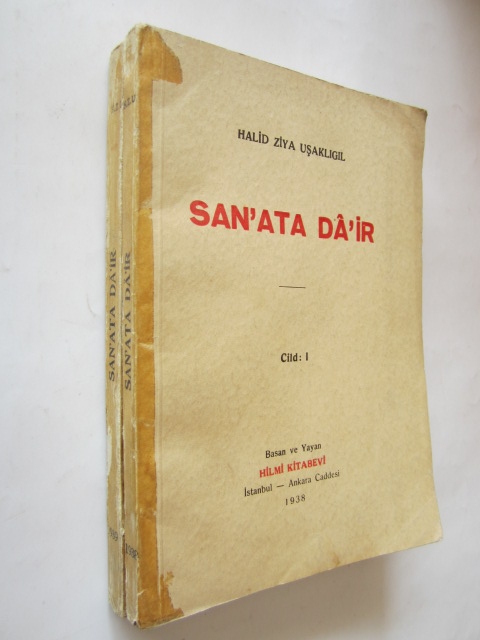 HALİD ZİYA UŞAKLIGİL
SAN'ATA DÂ'İR
Cild: I
Basan ve Yayan
HİLMİ KİTABEVİ
İstanbul — Ankara Caddesi
1938
SAN'ATA DÂ'İR
SAN'ATA DÂ'İR